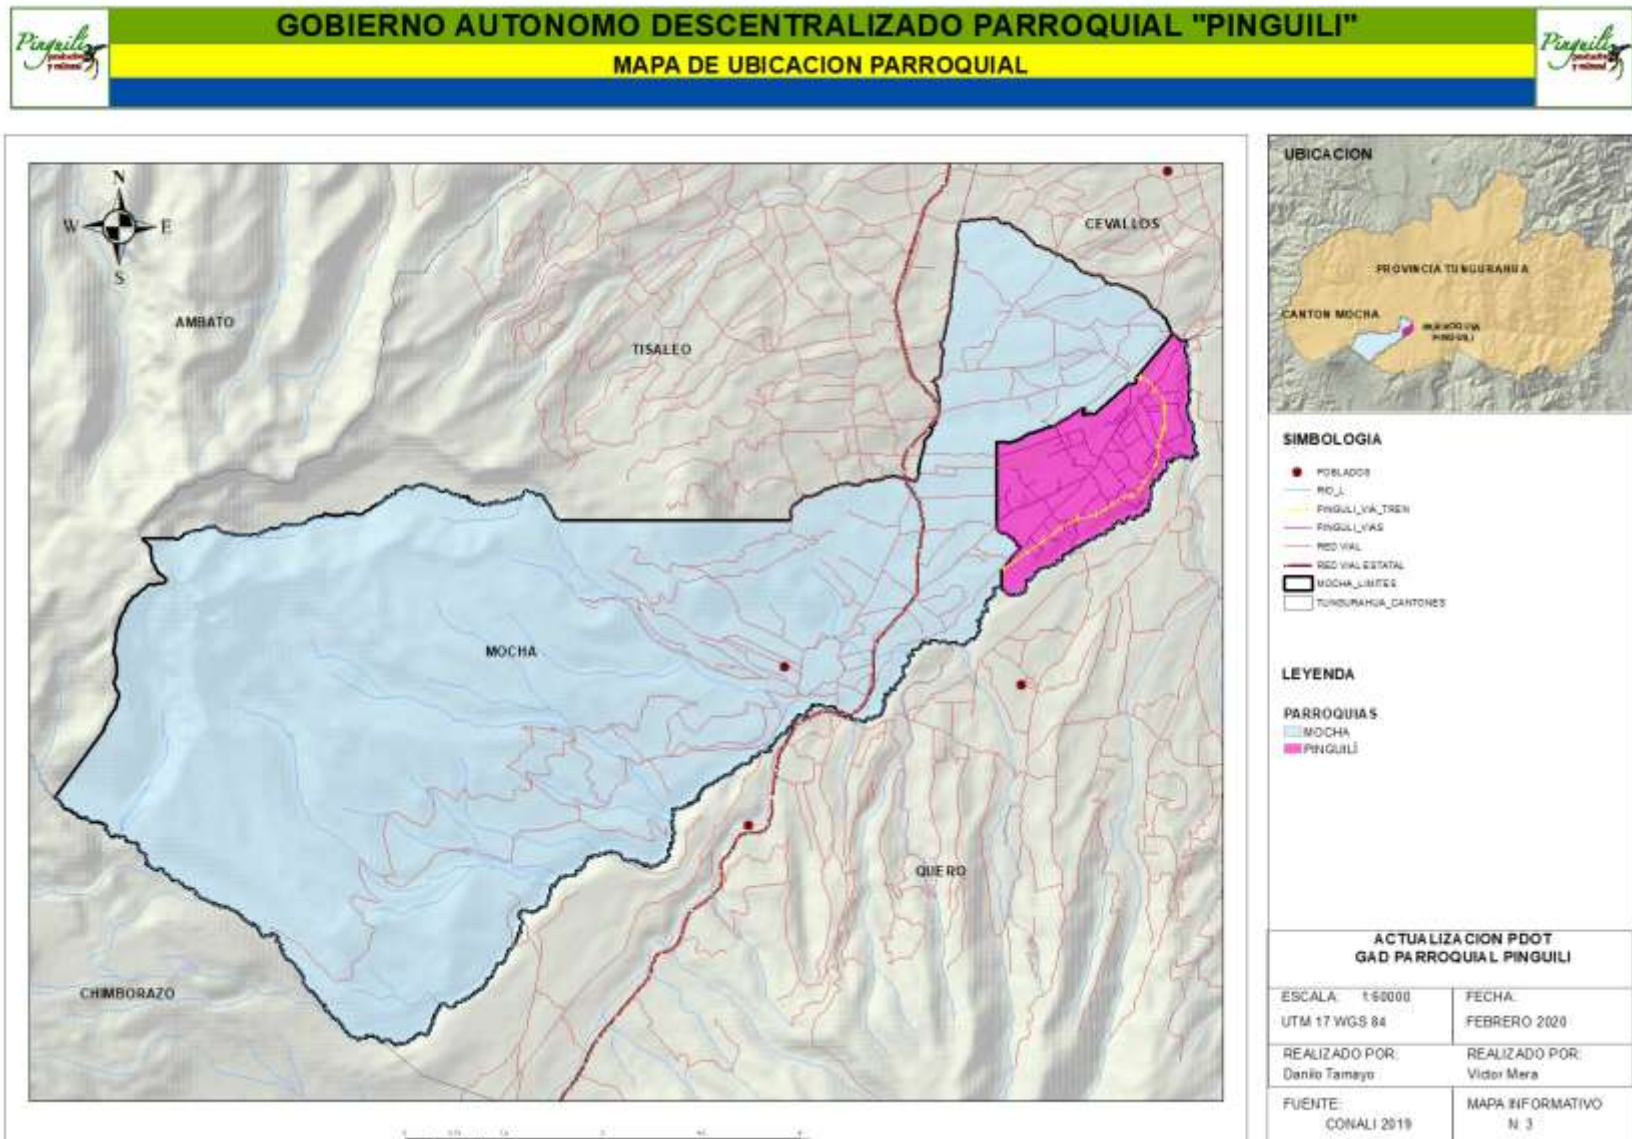 GOBIERNO AUTONOMO DESCENTRALIZADO PARROQUIAL "PINGUILI"
MAPA DE UBICACION PARROQUIAL
Pinguili
Pinguili
N
W E
S
AMBATO
TISALEO
CEVALLOS
MOCHA
QUERO
CHIMBORAZO
UBICACION
PROVINCIA TUNGURAHUA
CANTON MOCHA
PINGUILI
SIMBOLOGIA
POBLADOS
RIO_L
PINGULI_VIA_TREN
PINGULI_VIAS
RED VIAL
RED VIAL ESTATAL
MOCHA_LIMITES
TUNGURAHUA_CANTONES
LEYENDA
PARROQUIAS
MOCHA
PINGUILÍ
ACTUALIZACION PDOT
GAD PARROQUIAL PINGUILI
ESCALA:
FECHA:
UTM 17 WGS 84
FEBRERO 2020
REALIZADO POR:
Danilo Tamayo
REALIZADO POR:
Victor Mera
FUENTE:
CONALI 2019
MAPA INFORMATIVO
N. 3